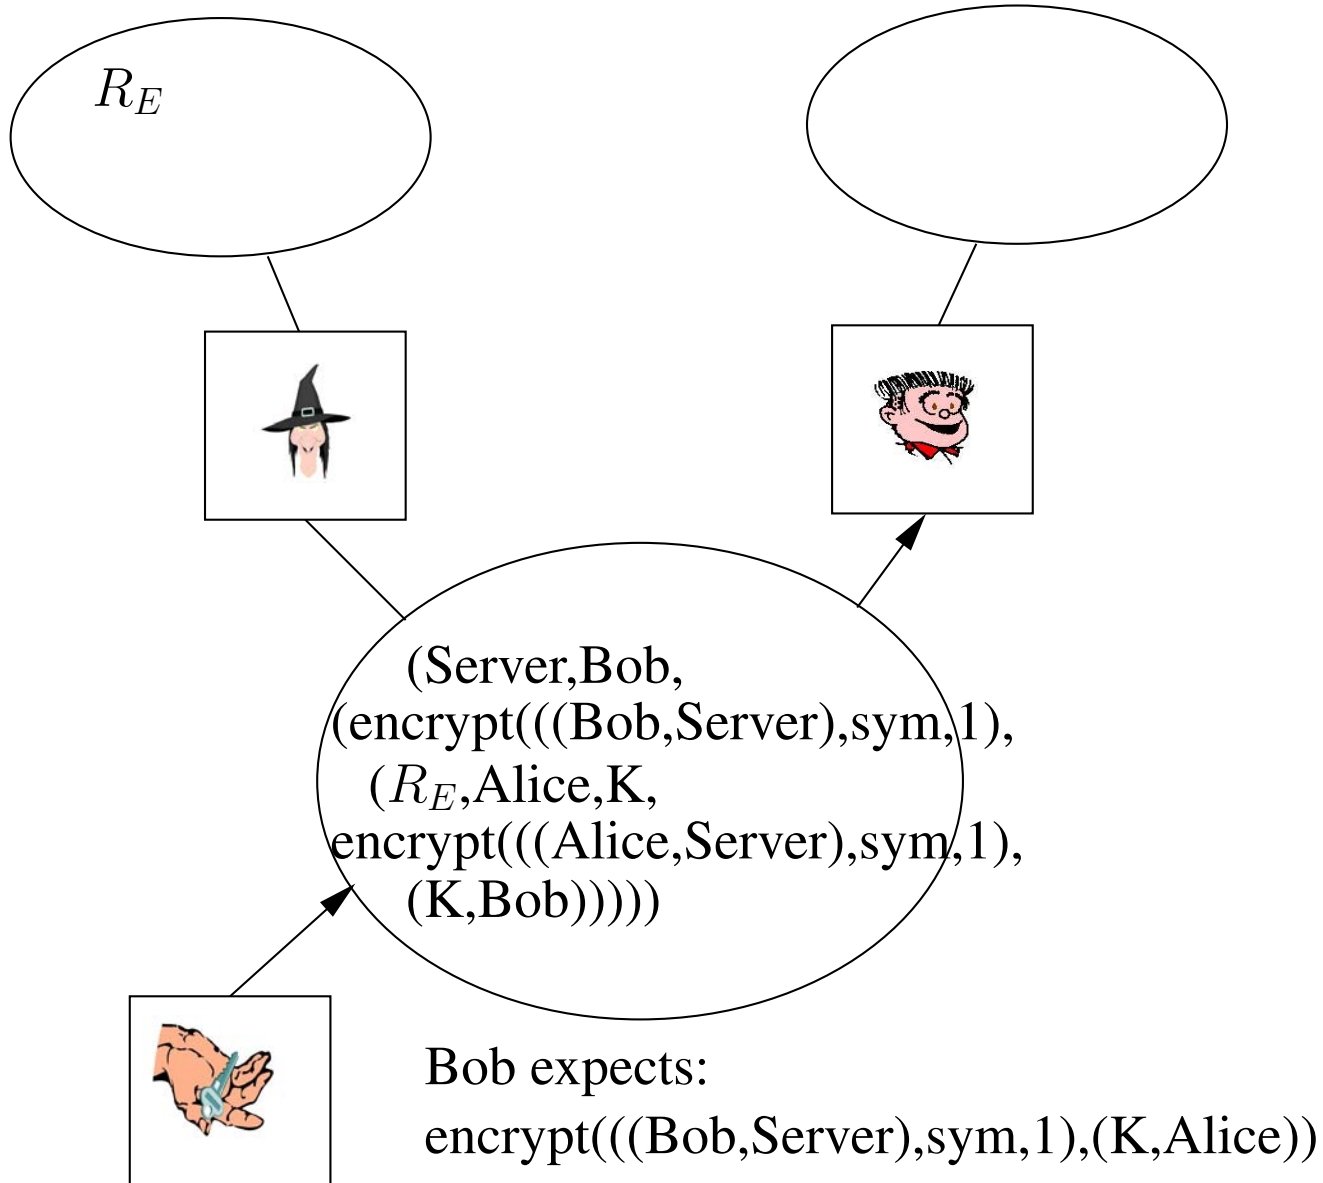 R_E
(Server,Bob,
(encrypt(((Bob,Server),sym,1),
(R_E,Alice,K,
encrypt(((Alice,Server),sym,1),
(K,Bob)))))
Bob expects:
encrypt(((Bob,Server),sym,1),(K,Alice))